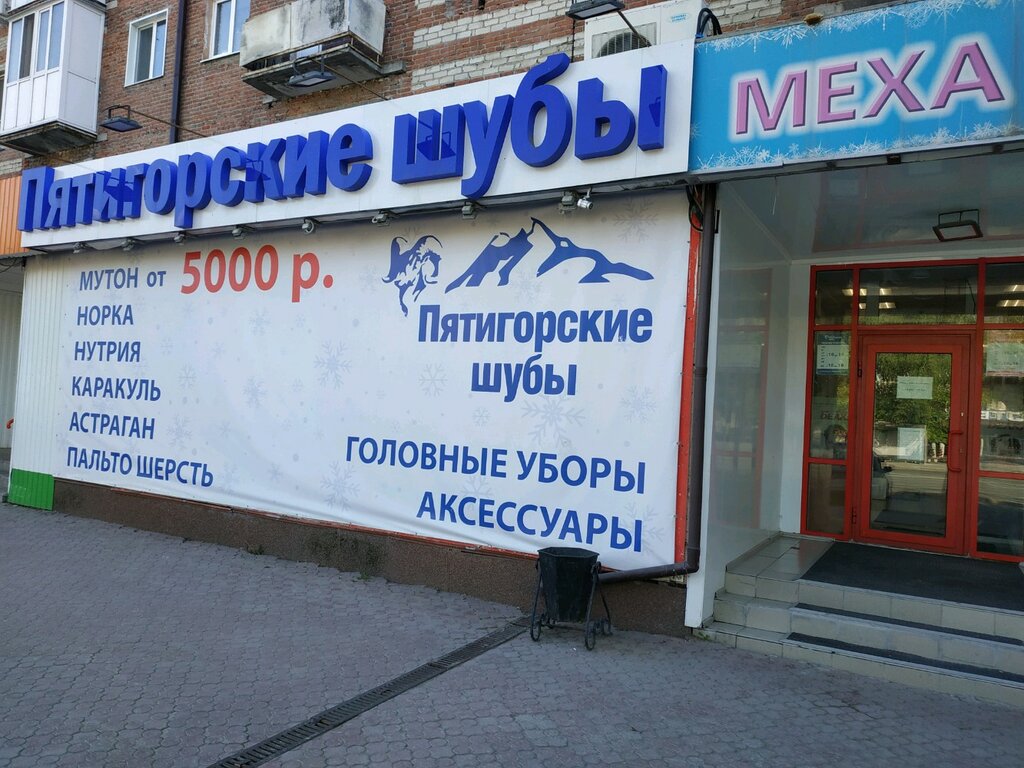 Пятигорские шубы
МЕХА
МУТОН от 5000 р.
НОРКА
НУТРИЯ
КАРАКУЛЬ
АСТРАГАН
ПАЛЬТО ШЕРСТЬ
Пятигорские
шубы
ГОЛОВНЫЕ УБОРЫ
АКСЕССУАРЫ